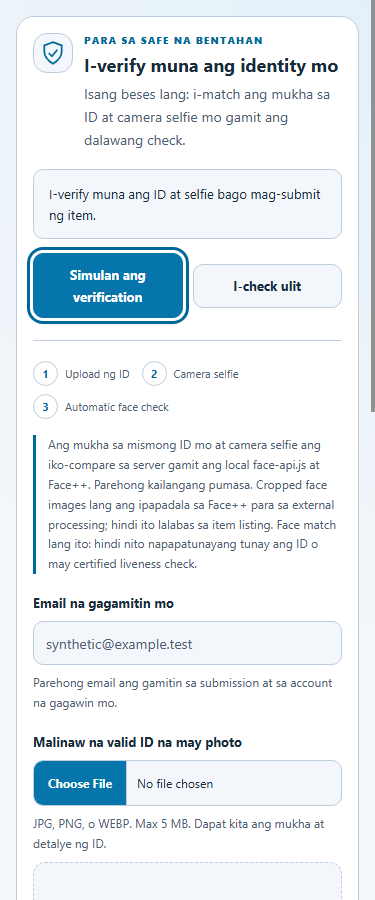 PARA SA SAFE NA BENTAHAN
I-verify muna ang identity mo
Isang beses lang: i-match ang mukha sa
ID at camera selfie mo gamit ang
dalawang check.
I-verify muna ang ID at selfie bago mag-submit
ng item.
Simulan ang
verification
I-check ulit
1 Upload ng ID 2 Camera selfie
3 Automatic face check
Ang mukha sa mismong ID mo at camera selfie ang
iko-compare sa server gamit ang local face-api.js at
Face++. Parehong kailangang pumasa. Cropped face
images lang ang ipapadala sa Face++ para sa external
processing; hindi ito lalabas sa item listing. Face match
lang ito: hindi nito napapatunayang tunay ang ID o
may certified liveness check.
Email na gagamitin mo
synthetic@example.test
Parehong email ang gamitin sa submission at sa account
na gagawin mo.
Malinaw na valid ID na may photo
Choose File No file chosen
JPG, PNG, o WEBP. Max 5 MB. Dapat kita ang mukha at
detalye ng ID.